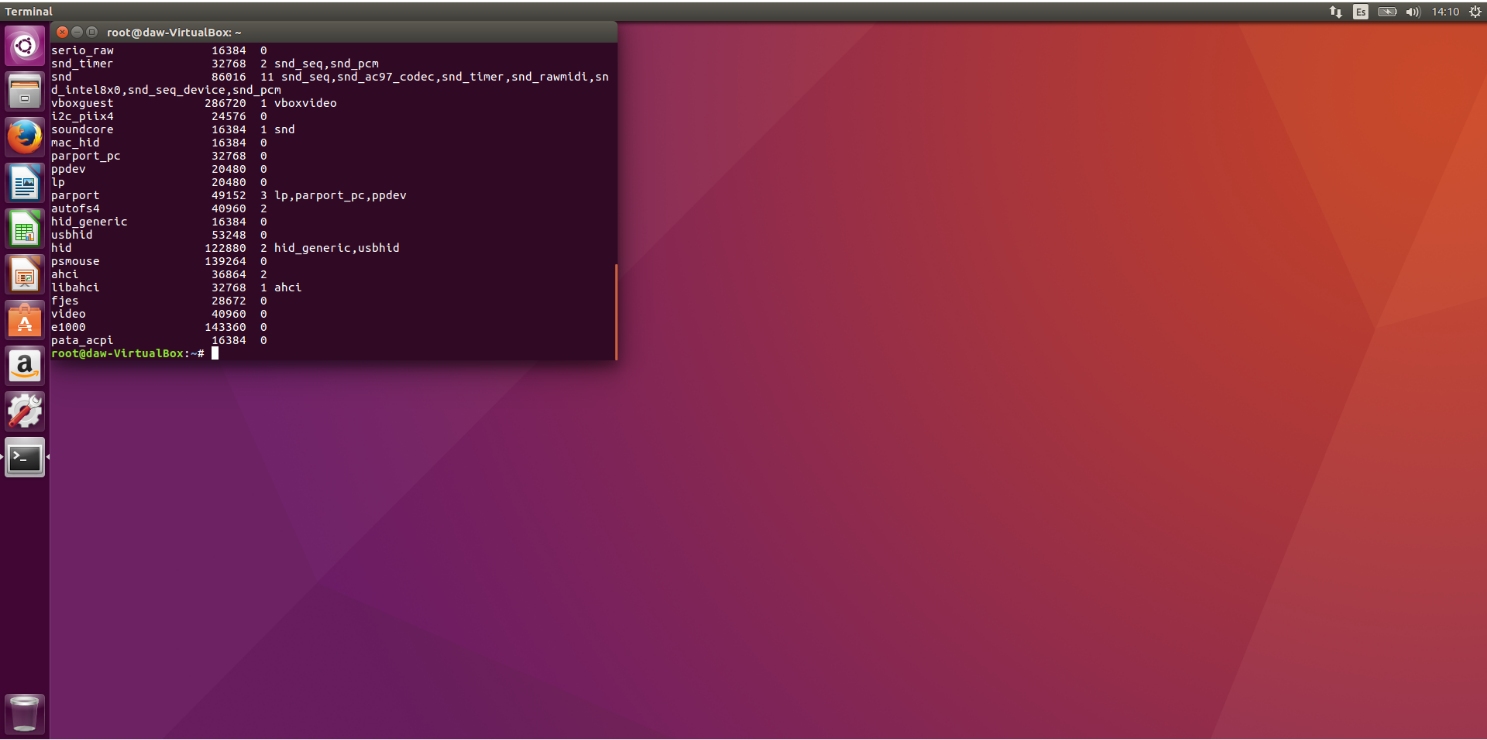 Terminal
Es
14:10
root@daw-VirtualBox: ~
serio_raw 16384 0
snd_timer 32768 2 snd_seq,snd_pcm
snd 86016 11 snd_seq,snd_ac97_codec,snd_timer,snd_rawmidi,sn
d_intel8x0,snd_seq_device,snd_pcm
vboxguest 286720 1 vboxvideo
i2c_piix4 24576 0
soundcore 16384 1 snd
mac_hid 16384 0
parport_pc 32768 0
ppdev 20480 0
lp 20480 0
parport 49152 3 lp,parport_pc,ppdev
autofs4 40960 2
hid_generic 16384 0
usbhid 53248 0
hid 122880 2 hid_generic,usbhid
psmouse 139264 0
ahci 36864 2
libahci 32768 1 ahci
fjes 28672 0
video 40960 0
e1000 143360 0
pata_acpi 16384 0
root@daw-VirtualBox:~#